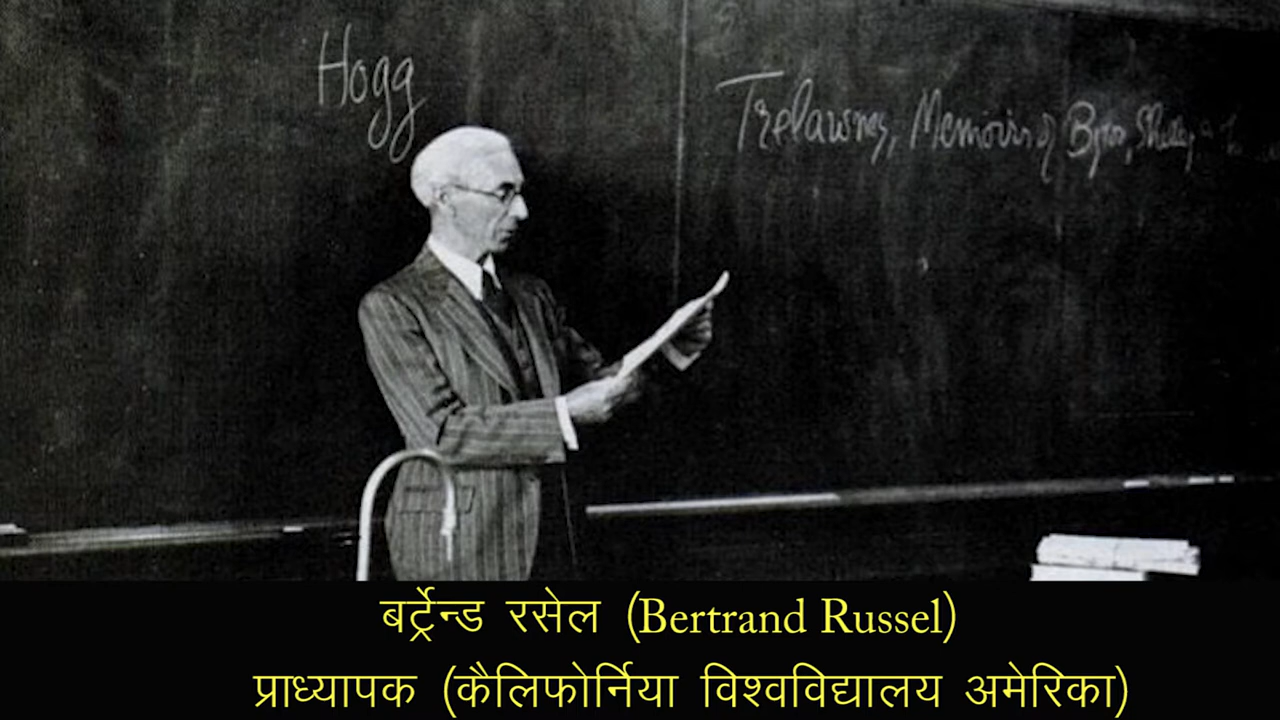 Hogg
Trelawney, Memoirs of Byron, Shelley
बर्ट्रेन्ड रसेल (Bertrand Russel)
प्राध्यापक (कैलिफोर्निया विश्वविद्यालय अमेरिका)